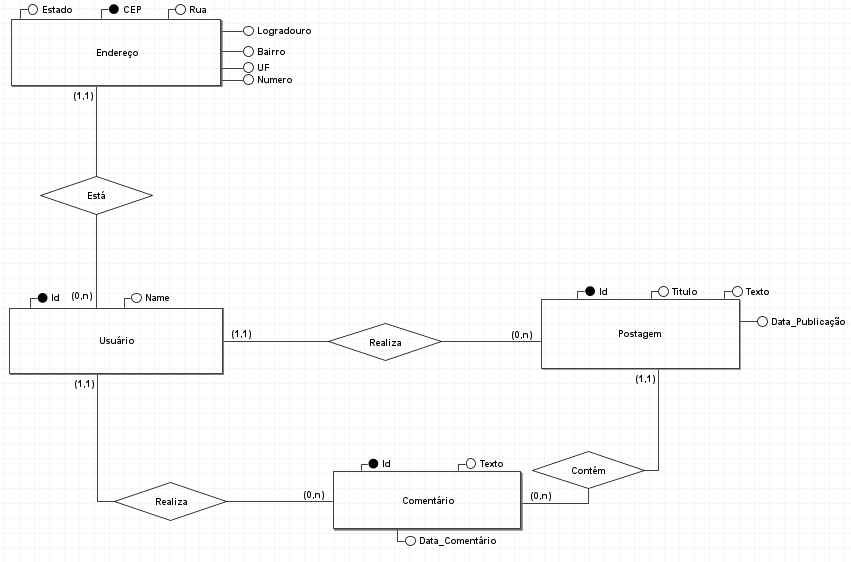 Estado
CEP
Rua
Endereço
Logradouro
Bairro
UF
Numero
(1,1)
Está
(0,n)
Id
Name
Usuário
(1,1)
Realiza
(0,n)
Id
Titulo
Texto
Postagem
Data_Publicação
(1,1)
(1,1)
Realiza
(0,n)
Id
Texto
Comentário
Data_Comentário
(0,n)
Contém